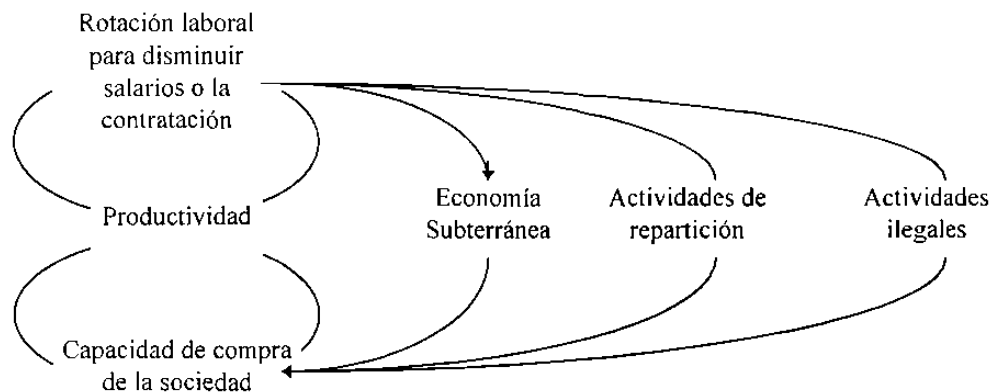 Rotación laboral
para disminuir
salarios o la
contratación
Productividad
Economía
Subterránea
Actividades de
repartición
Actividades
ilegales
Capacidad de compra
de la sociedad